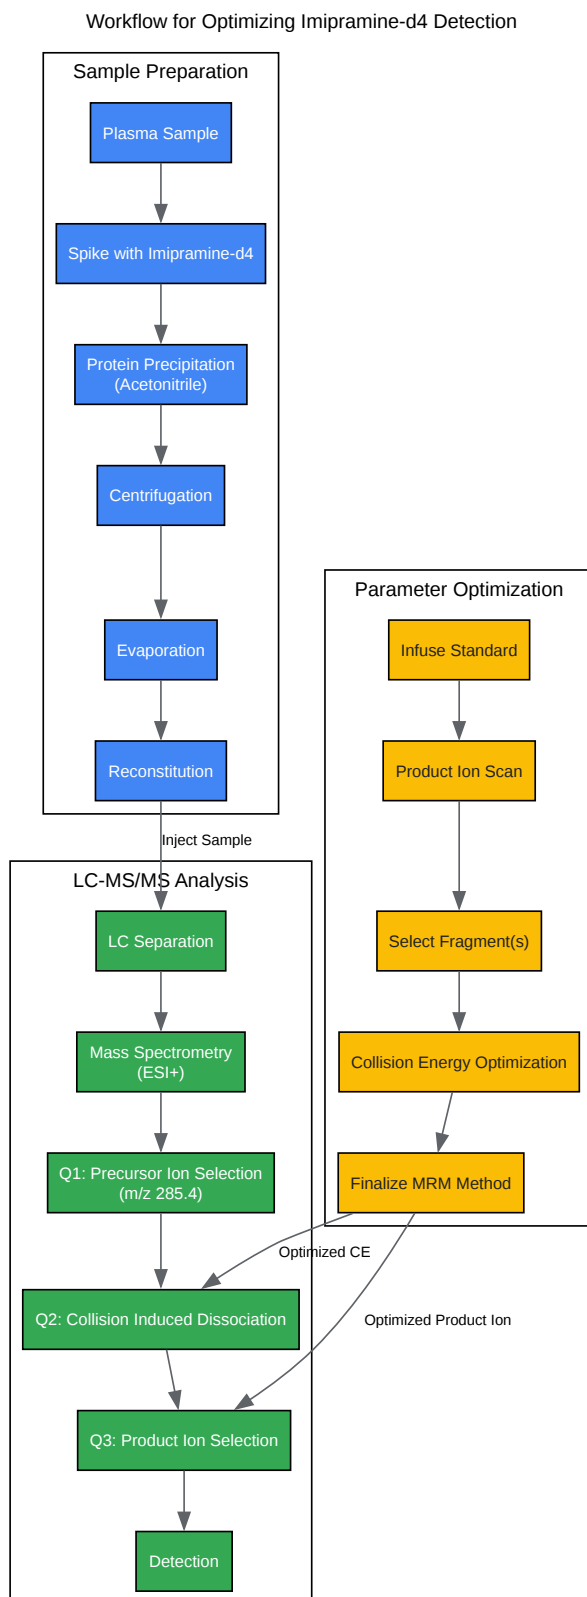 Workflow for Optimizing Imipramine-d4 Detection
Sample Preparation
Plasma Sample
Spike with Imipramine-d4
Protein Precipitation
(Acetonitrile)
Centrifugation
Evaporation
Reconstitution
Inject Sample
Parameter Optimization
Infuse Standard
Product Ion Scan
Select Fragment(s)
Collision Energy Optimization
Finalize MRM Method
Optimized CE
Optimized Product Ion
LC-MS/MS Analysis
LC Separation
Mass Spectrometry
(ESI+)
Q1: Precursor Ion Selection
(m/z 285.4)
Q2: Collision Induced Dissociation
Q3: Product Ion Selection
Detection